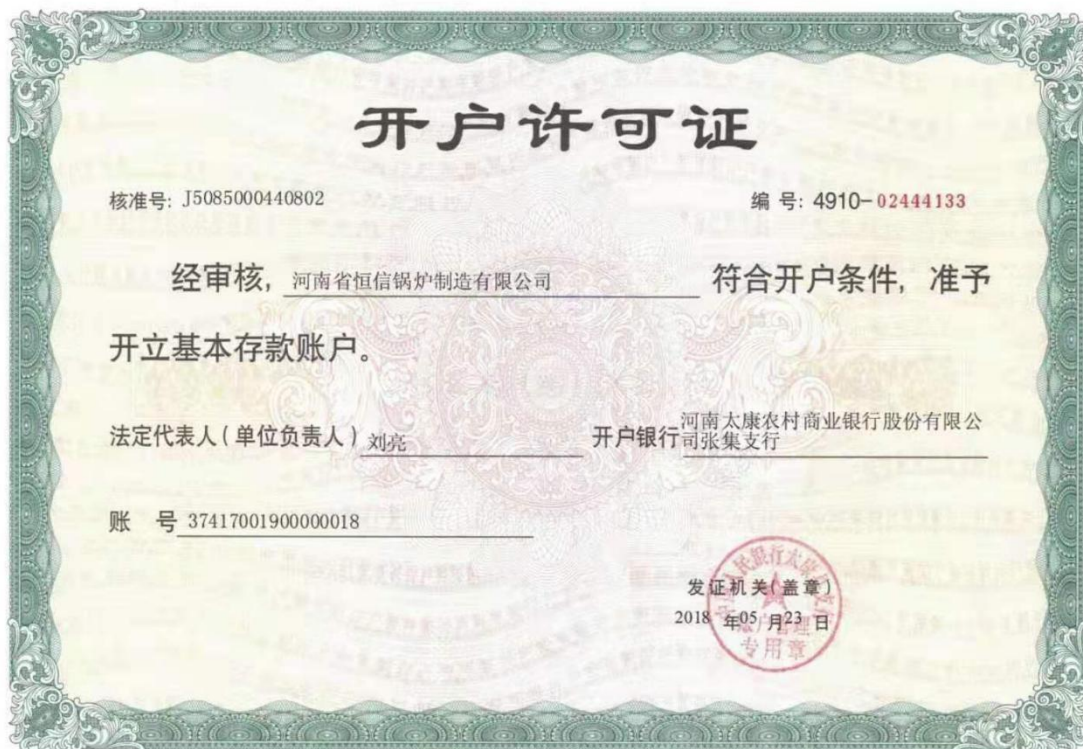 开户许可证
核准号: J5085000440802
编 号: 4910-02444133
经审核, 河南省恒信锅炉制造有限公司 符合开户条件, 准予
开立基本存款账户。
法定代表人(单位负责人) 刘亮
开户银行 河南太康农村商业银行股份有限公
司张集支行
账 号 37417001900000018
发证机关(盖章)
2018 年05 月23 日
专用章